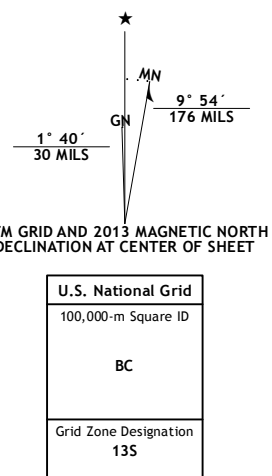 ★
MN
GN
1° 40´
30 MILS
9° 54´
176 MILS
M GRID AND 2013 MAGNETIC NORTH
DECLINATION AT CENTER OF SHEET
U.S. National Grid
100,000-m Square ID
BC
Grid Zone Designation
13S